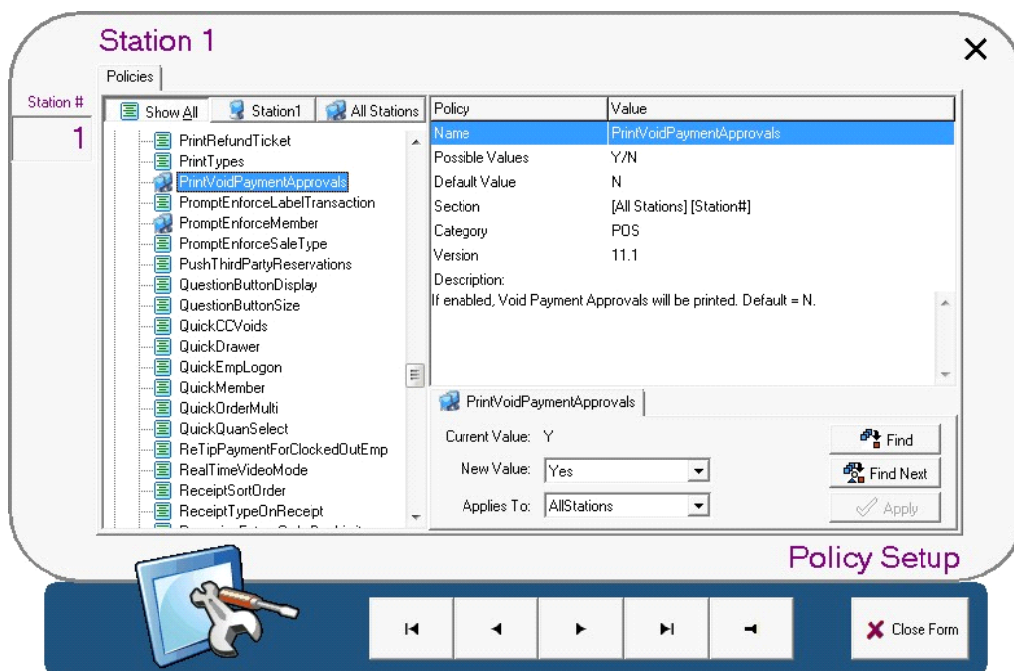 Station 1
Policies
Station #
1
Show All
Station1
All Stations
PrintRefundTicket
PrintTypes
PrintVoidPaymentApprovals
PromptEnforceLabelTransaction
PromptEnforceMember
PromptEnforceSaleType
PushThirdPartyReservations
QuestionButtonDisplay
QuestionButtonSize
QuickCCVoids
QuickDrawer
QuickEmpLogon
QuickMember
QuickOrderMulti
QuickQuanSelect
ReTipPaymentForClockedOutEmp
RealTimeVideoMode
ReceiptSortOrder
ReceiptTypeOnReceipt
Policy Value
Name PrintVoidPaymentApprovals
Possible Values Y/N
Default Value N
Section [All Stations] [Station#]
Category POS
Version 11.1
Description:
If enabled, Void Payment Approvals will be printed. Default = N.
PrintVoidPaymentApprovals
Current Value: Y
New Value: Yes
Applies To: AllStations
Find
Find Next
Apply
Policy Setup
Close Form